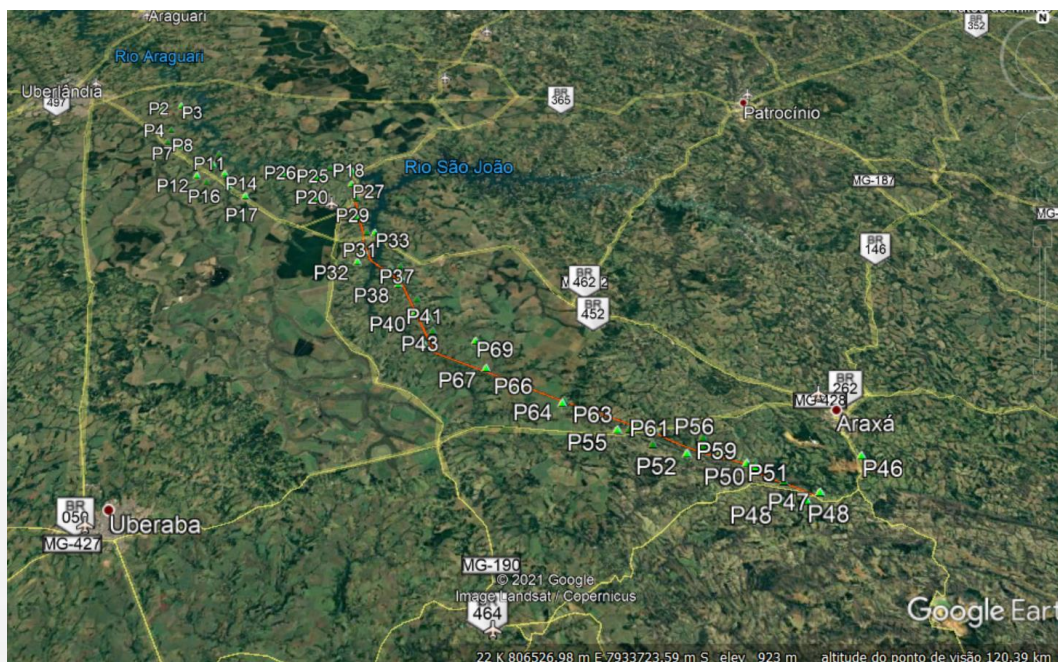 Araguari
BR
352
N
Rio Araguari
Uberlândia
497
BR
365
Patrocínio
P2
P3
P4
P8
P7
P11
P12
P14
P16
P17
P26
P25
P18
P20
P27
Rio São João
MG-187
P29
P33
P31
P32
P37
P38
BR
146
BR
462
BR
452
P41
P40
P43
P69
P67
P66
P64
P63
P61
P56
P55
P59
P52
P50
P51
P47
P48
P48
P46
BR
262
MG-428
Araxá
BR
050
Uberaba
MG-427
MG-190
© 2021 Google
Image Landsat / Copernicus
BR
464
Google Eart
22 K 806526.98 m E 7933723.59 m S elev 923 m altitude do ponto de visão 120.39 km